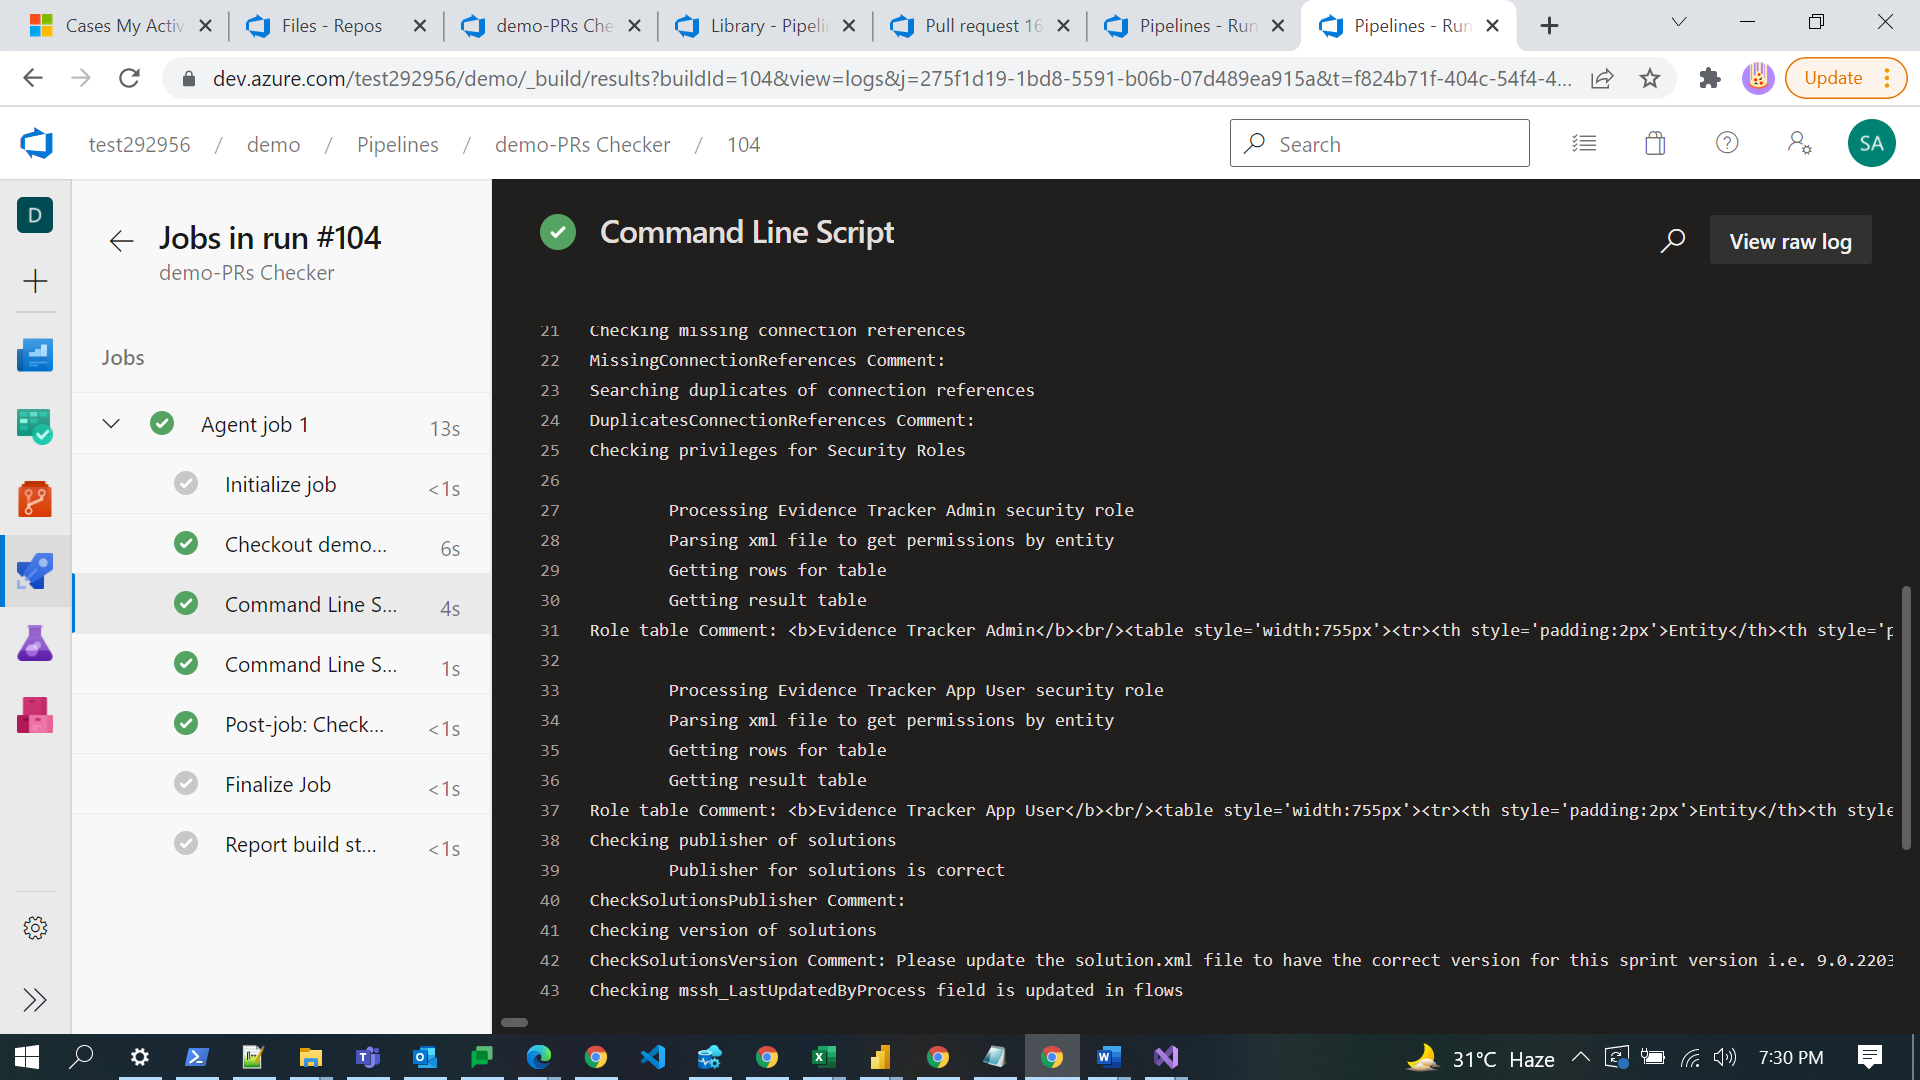 Cases My Activ
Files - Repos
demo-PRs Che
Library - Pipelin
Pull request 16
Pipelines - Run
Pipelines - Run
dev.azure.com/test292956/demo/_build/results?buildId=104&view=logs&j=275f1d19-1bd8-5591-b06b-07d489ea915a&t=f824b71f-404c-54f4-4...
Update
test292956 / demo / Pipelines / demo-PRs Checker / 104
Search
SA
D
Jobs in run #104
demo-PRs Checker
Jobs
Agent job 1 13s
Initialize job <1s
Checkout demo... 6s
Command Line S... 4s
Command Line S... 1s
Post-job: Check... <1s
Finalize Job <1s
Report build st... <1s
Command Line Script
View raw log
21 Checking missing connection references
22 MissingConnectionReferences Comment:
23 Searching duplicates of connection references
24 DuplicatesConnectionReferences Comment:
25 Checking privileges for Security Roles
26
27 Processing Evidence Tracker Admin security role
28 Parsing xml file to get permissions by entity
29 Getting rows for table
30 Getting result table
31 Role table Comment: <b>Evidence Tracker Admin</b><br/><table style='width:755px'><tr><th style='padding:2px'>Entity</th><th style='p
32
33 Processing Evidence Tracker App User security role
34 Parsing xml file to get permissions by entity
35 Getting rows for table
36 Getting result table
37 Role table Comment: <b>Evidence Tracker App User</b><br/><table style='width:755px'><tr><th style='padding:2px'>Entity</th><th style
38 Checking publisher of solutions
39 Publisher for solutions is correct
40 CheckSolutionsPublisher Comment:
41 Checking version of solutions
42 CheckSolutionsVersion Comment: Please update the solution.xml file to have the correct version for this sprint version i.e. 9.0.2203
43 Checking mssh_LastUpdatedByProcess field is updated in flows
31°C Haze
7:30 PM